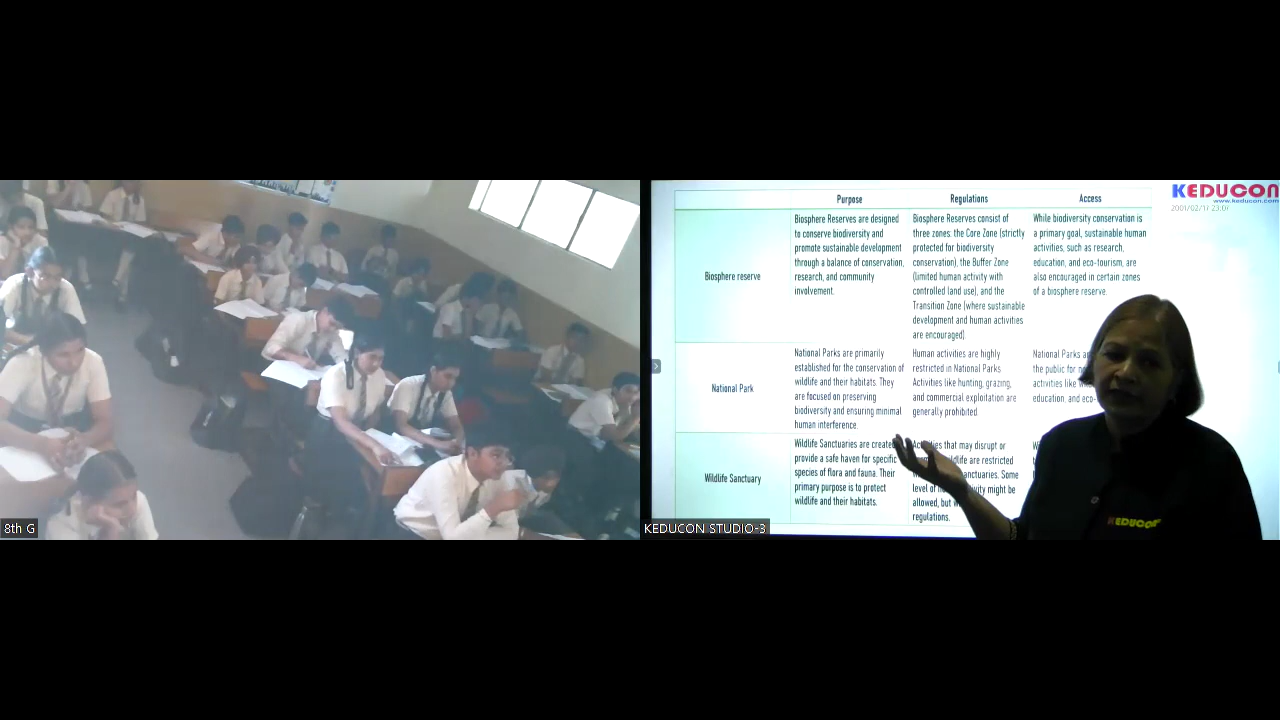 KEDUCON
www.keducon.com
2001/02/17 23:07
Purpose
Regulations
Access
Biosphere reserve
Biosphere Reserves are designed
to conserve biodiversity and
promote sustainable development
through a balance of conservation,
research, and community
involvement.
Biosphere Reserves consist of
three zones: the Core Zone (strictly
protected for biodiversity
conservation), the Buffer Zone
(limited human activity with
controlled land use), and the
Transition Zone (where sustainable
development and human activities
are encouraged).
While biodiversity conservation is
a primary goal, sustainable human
activities, such as research,
education, and eco-tourism, are
also encouraged in certain zones
of a biosphere reserve.
National Park
National Parks are primarily
established for the conservation of
wildlife and their habitats. They
are focused on preserving
biodiversity and ensuring minimal
human interference.
Human activities are highly
restricted in National Parks.
Activities like hunting, grazing,
and commercial exploitation are
generally prohibited.
National Parks
the public for
activities like
education, and
Wildlife Sanctuary
Wildlife Sanctuaries are
provide a safe haven for specific
species of flora and fauna. Their
primary purpose is to protect
wildlife and their habitats.
that may disrupt or
are restricted
Some
level of might be
allowed, but
regulations.
KEDUCON
8th G
KEDUCON STUDIO-3